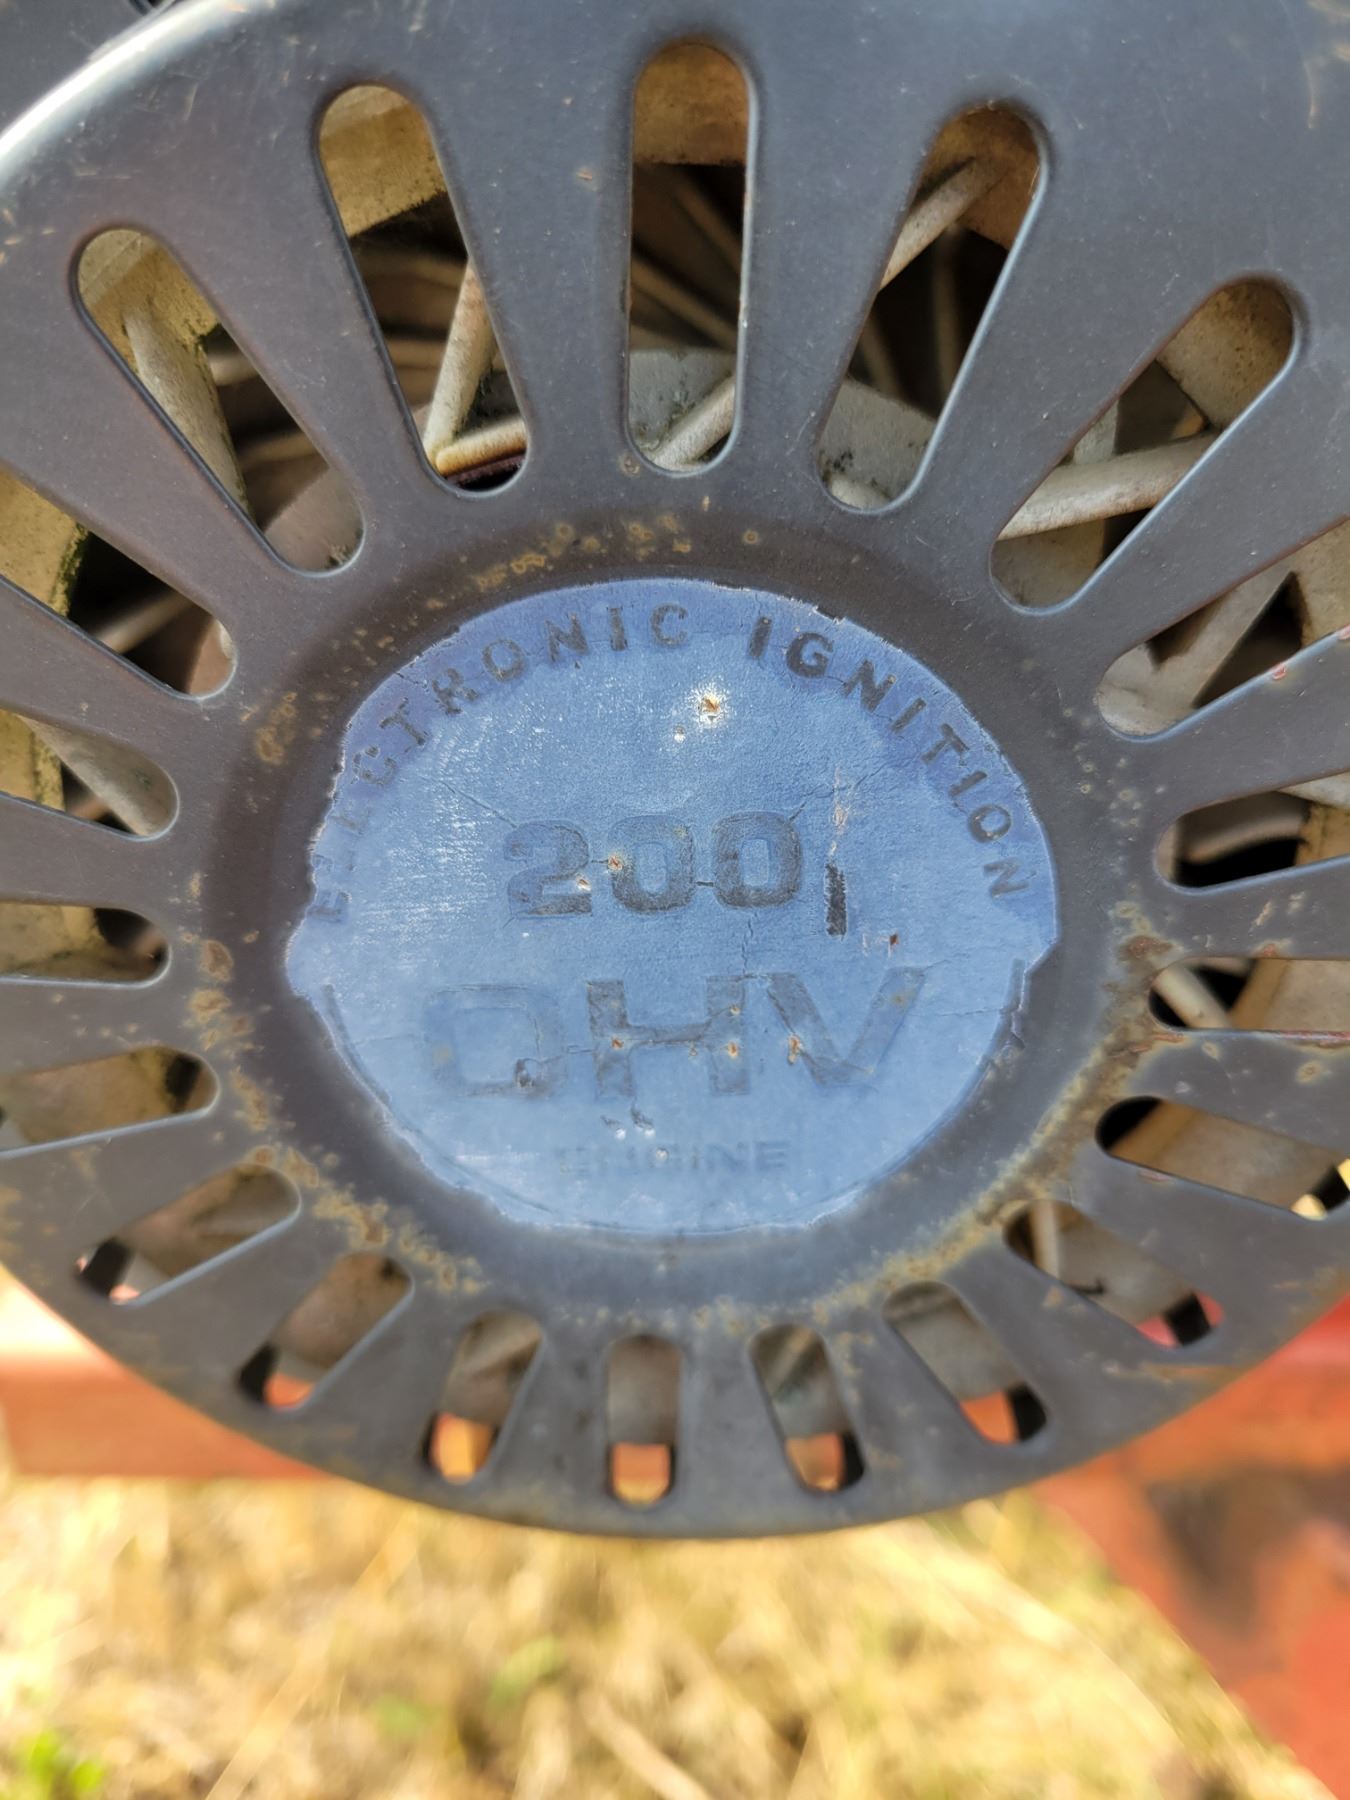 ELECTRONIC IGNITION
200
OHV
ENGINE